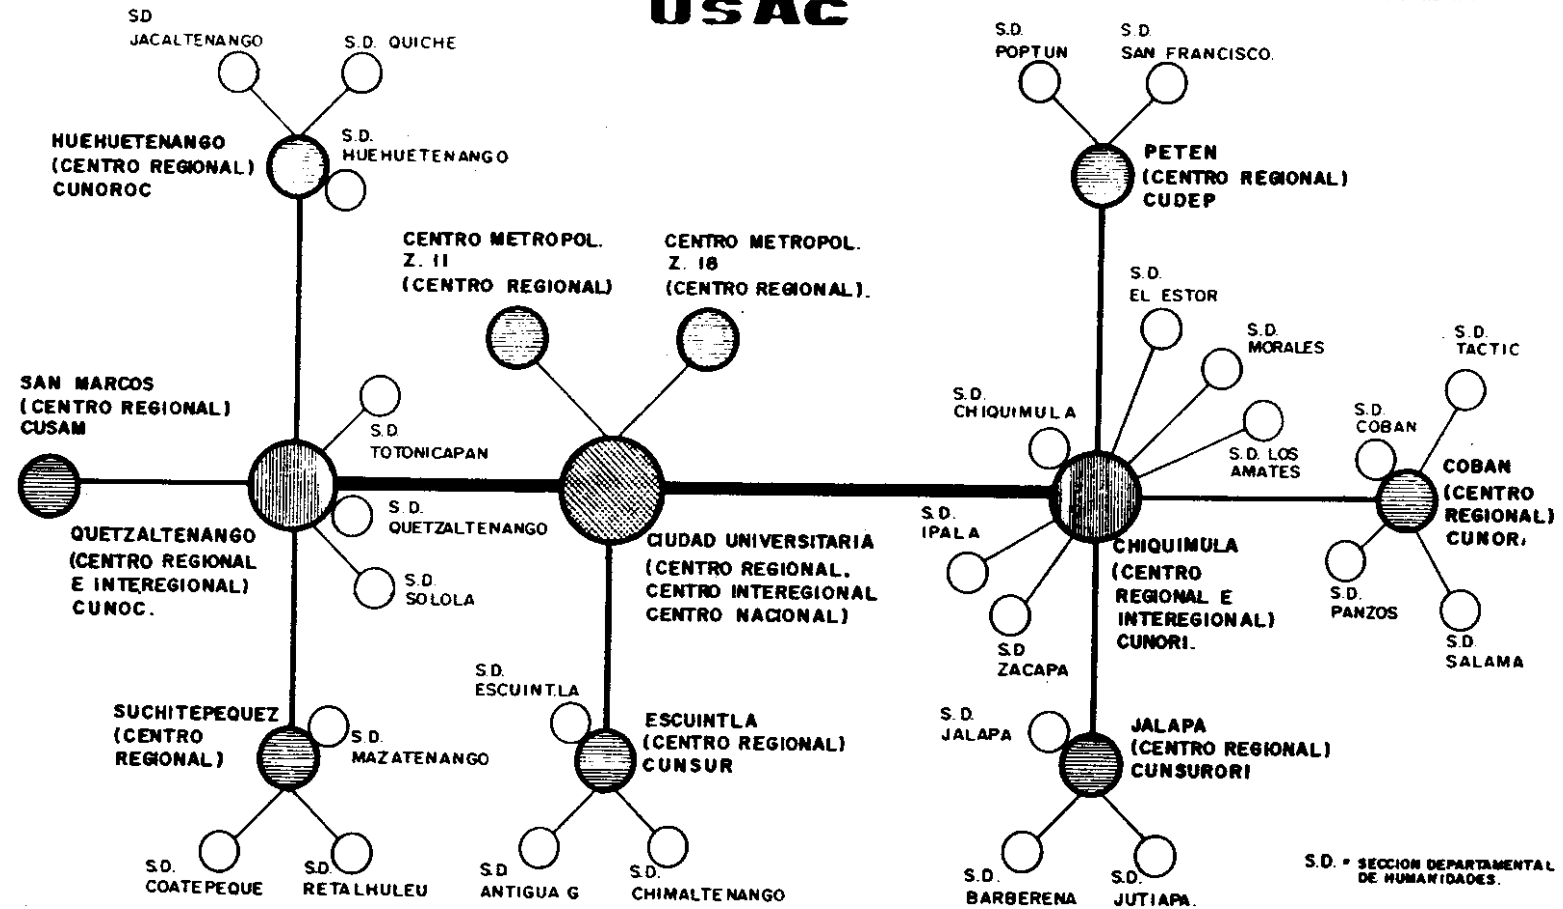 USAC
S.D
JACALTENANGO
S.D. QUICHE
HUEHUETENANGO
(CENTRO REGIONAL)
CUNOROC
S.D.
HUEHUETENANGO
CENTRO METROPOL.
Z. 11
(CENTRO REGIONAL)
CENTRO METROPOL.
Z. 18
(CENTRO REGIONAL).
S.D.
POPTUN
S.D.
SAN FRANCISCO.
PETEN
(CENTRO REGIONAL)
CUDEP
S.D.
EL ESTOR
S.D.
MORALES
S.D.
TACTIC
SAN MARCOS
(CENTRO REGIONAL)
CUSAM
S.D.
TOTONICAPAN
S.D.
CHIQUIMULA
S.D. LOS
AMATES
S.D.
COBAN
COBAN
(CENTRO
REGIONAL)
CUNOR.
QUETZALTENANGO
(CENTRO REGIONAL
E INTEREGIONAL)
CUNOC.
S.D.
QUETZALTENANGO
S.D.
SOLOLA
CIUDAD UNIVERSITARIA
(CENTRO REGIONAL.
CENTRO INTEREGIONAL
CENTRO NACIONAL)
S.D.
IPALA
S.D
ZACAPA
CHIQUIMULA
(CENTRO
REGIONAL E
INTEREGIONAL)
CUNORI.
S.D.
PANZOS
S.D.
SALAMA
SUCHITEPEQUEZ
(CENTRO
REGIONAL)
S.D.
MAZATENANGO
S.D.
ESCUINTLA
ESCUINTLA
(CENTRO REGIONAL)
CUNSUR
S.D.
JALAPA
JALAPA
(CENTRO REGIONAL)
CUNSURORI
S.D.
COATEPEQUE
S.D.
RETALHULEU
S.D
ANTIGUA G
S.D.
CHIMALTENANGO
S.D.
BARBERENA
S.D.
JUTIAPA.
S.D. = SECCION DEPARTAMENTAL
DE HUMANIDADES.